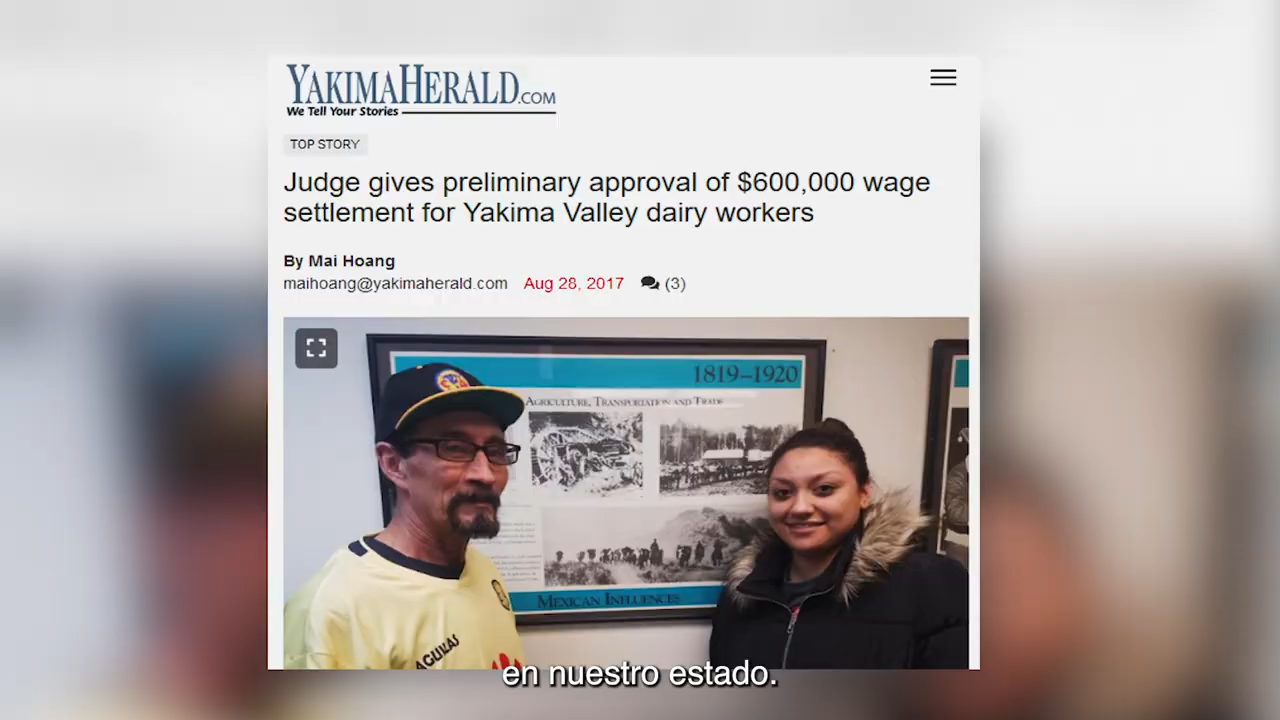 YAKIMAHERALD.COM
We Tell Your Stories
TOP STORY
Judge gives preliminary approval of $600,000 wage
settlement for Yakima Valley dairy workers
By Mai Hoang
maihoang@yakimaherald.com Aug 28, 2017 (3)
1819–1920
AGRICULTURE, TRANSPORTATION AND TRADE
MEXICAN INFLUENCES
AGUILAS
en nuestro estado.